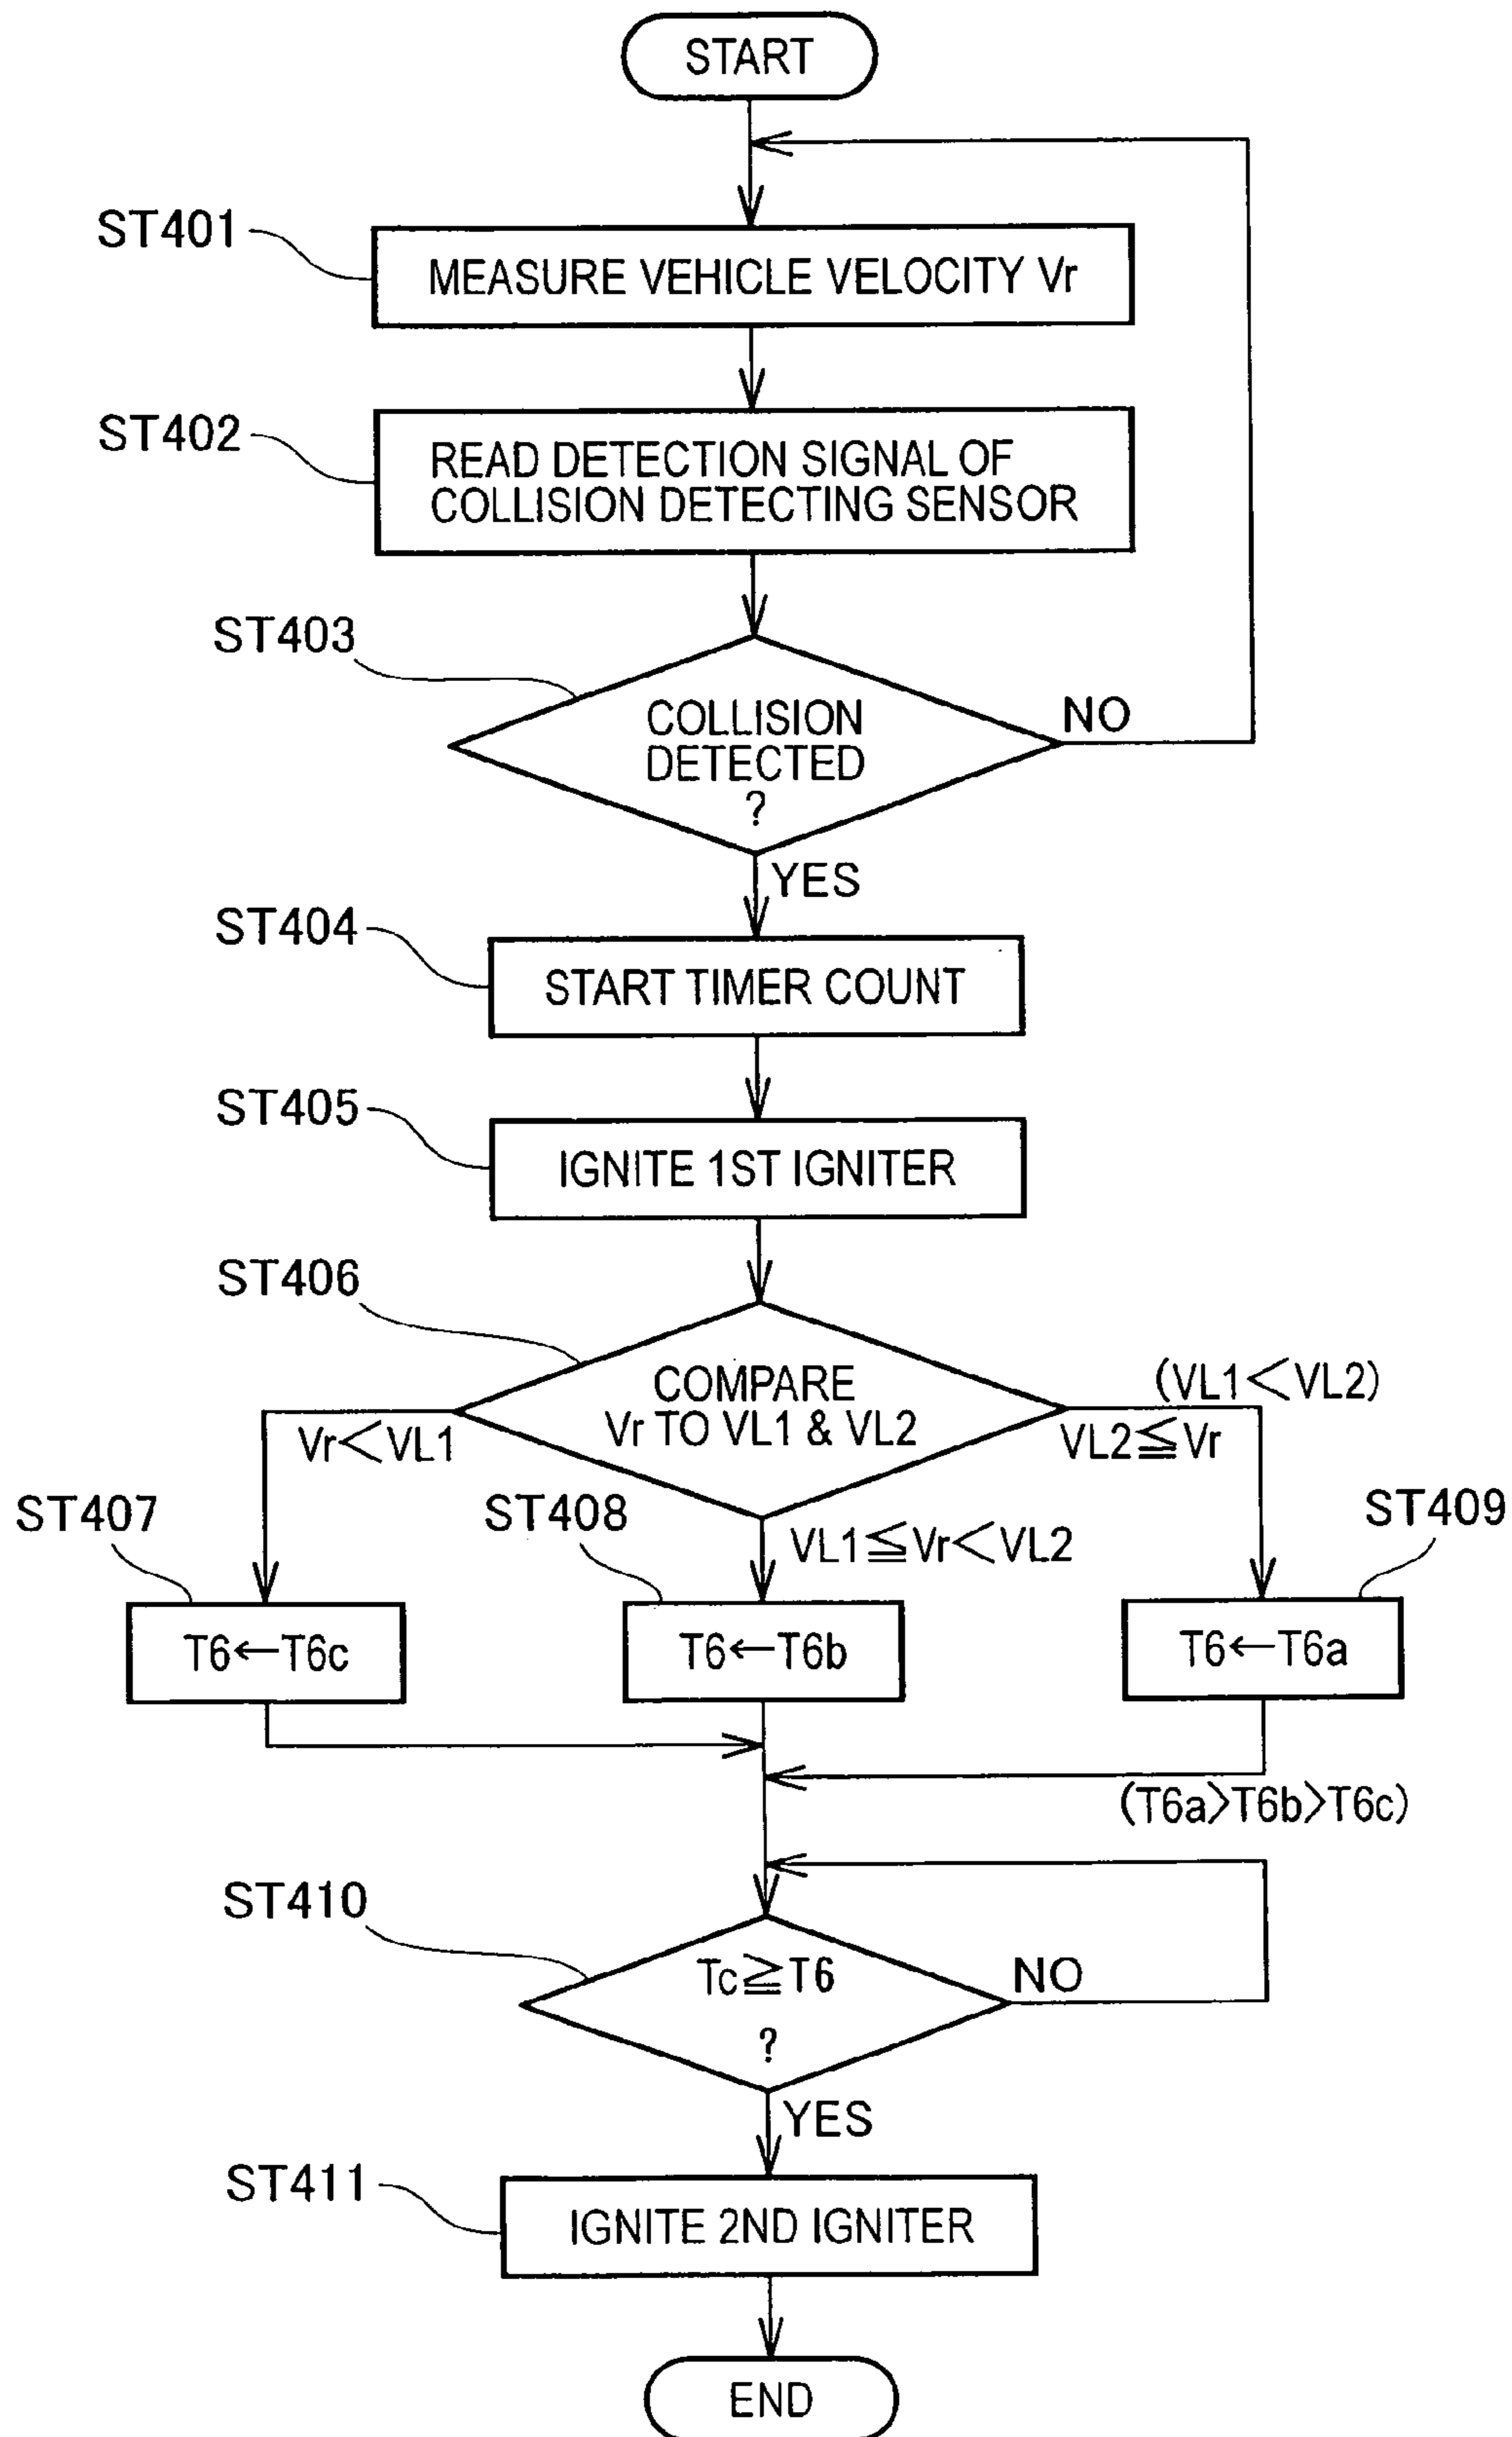 START
ST401
MEASURE VEHICLE VELOCITY Vr
ST402
READ DETECTION SIGNAL OF
COLLISION DETECTING SENSOR
ST403
COLLISION
DETECTED
?
NO
YES
ST404
START TIMER COUNT
ST405
IGNITE 1ST IGNITER
ST406
COMPARE
Vr TO VL1 & VL2
(VL1<VL2)
Vr<VL1
VL2≦Vr
ST407
ST408
ST409
VL1≦Vr<VL2
T6←T6c
T6←T6b
T6←T6a
(T6a>T6b>T6c)
ST410
Tc≧T6
?
NO
YES
ST411
IGNITE 2ND IGNITER
END